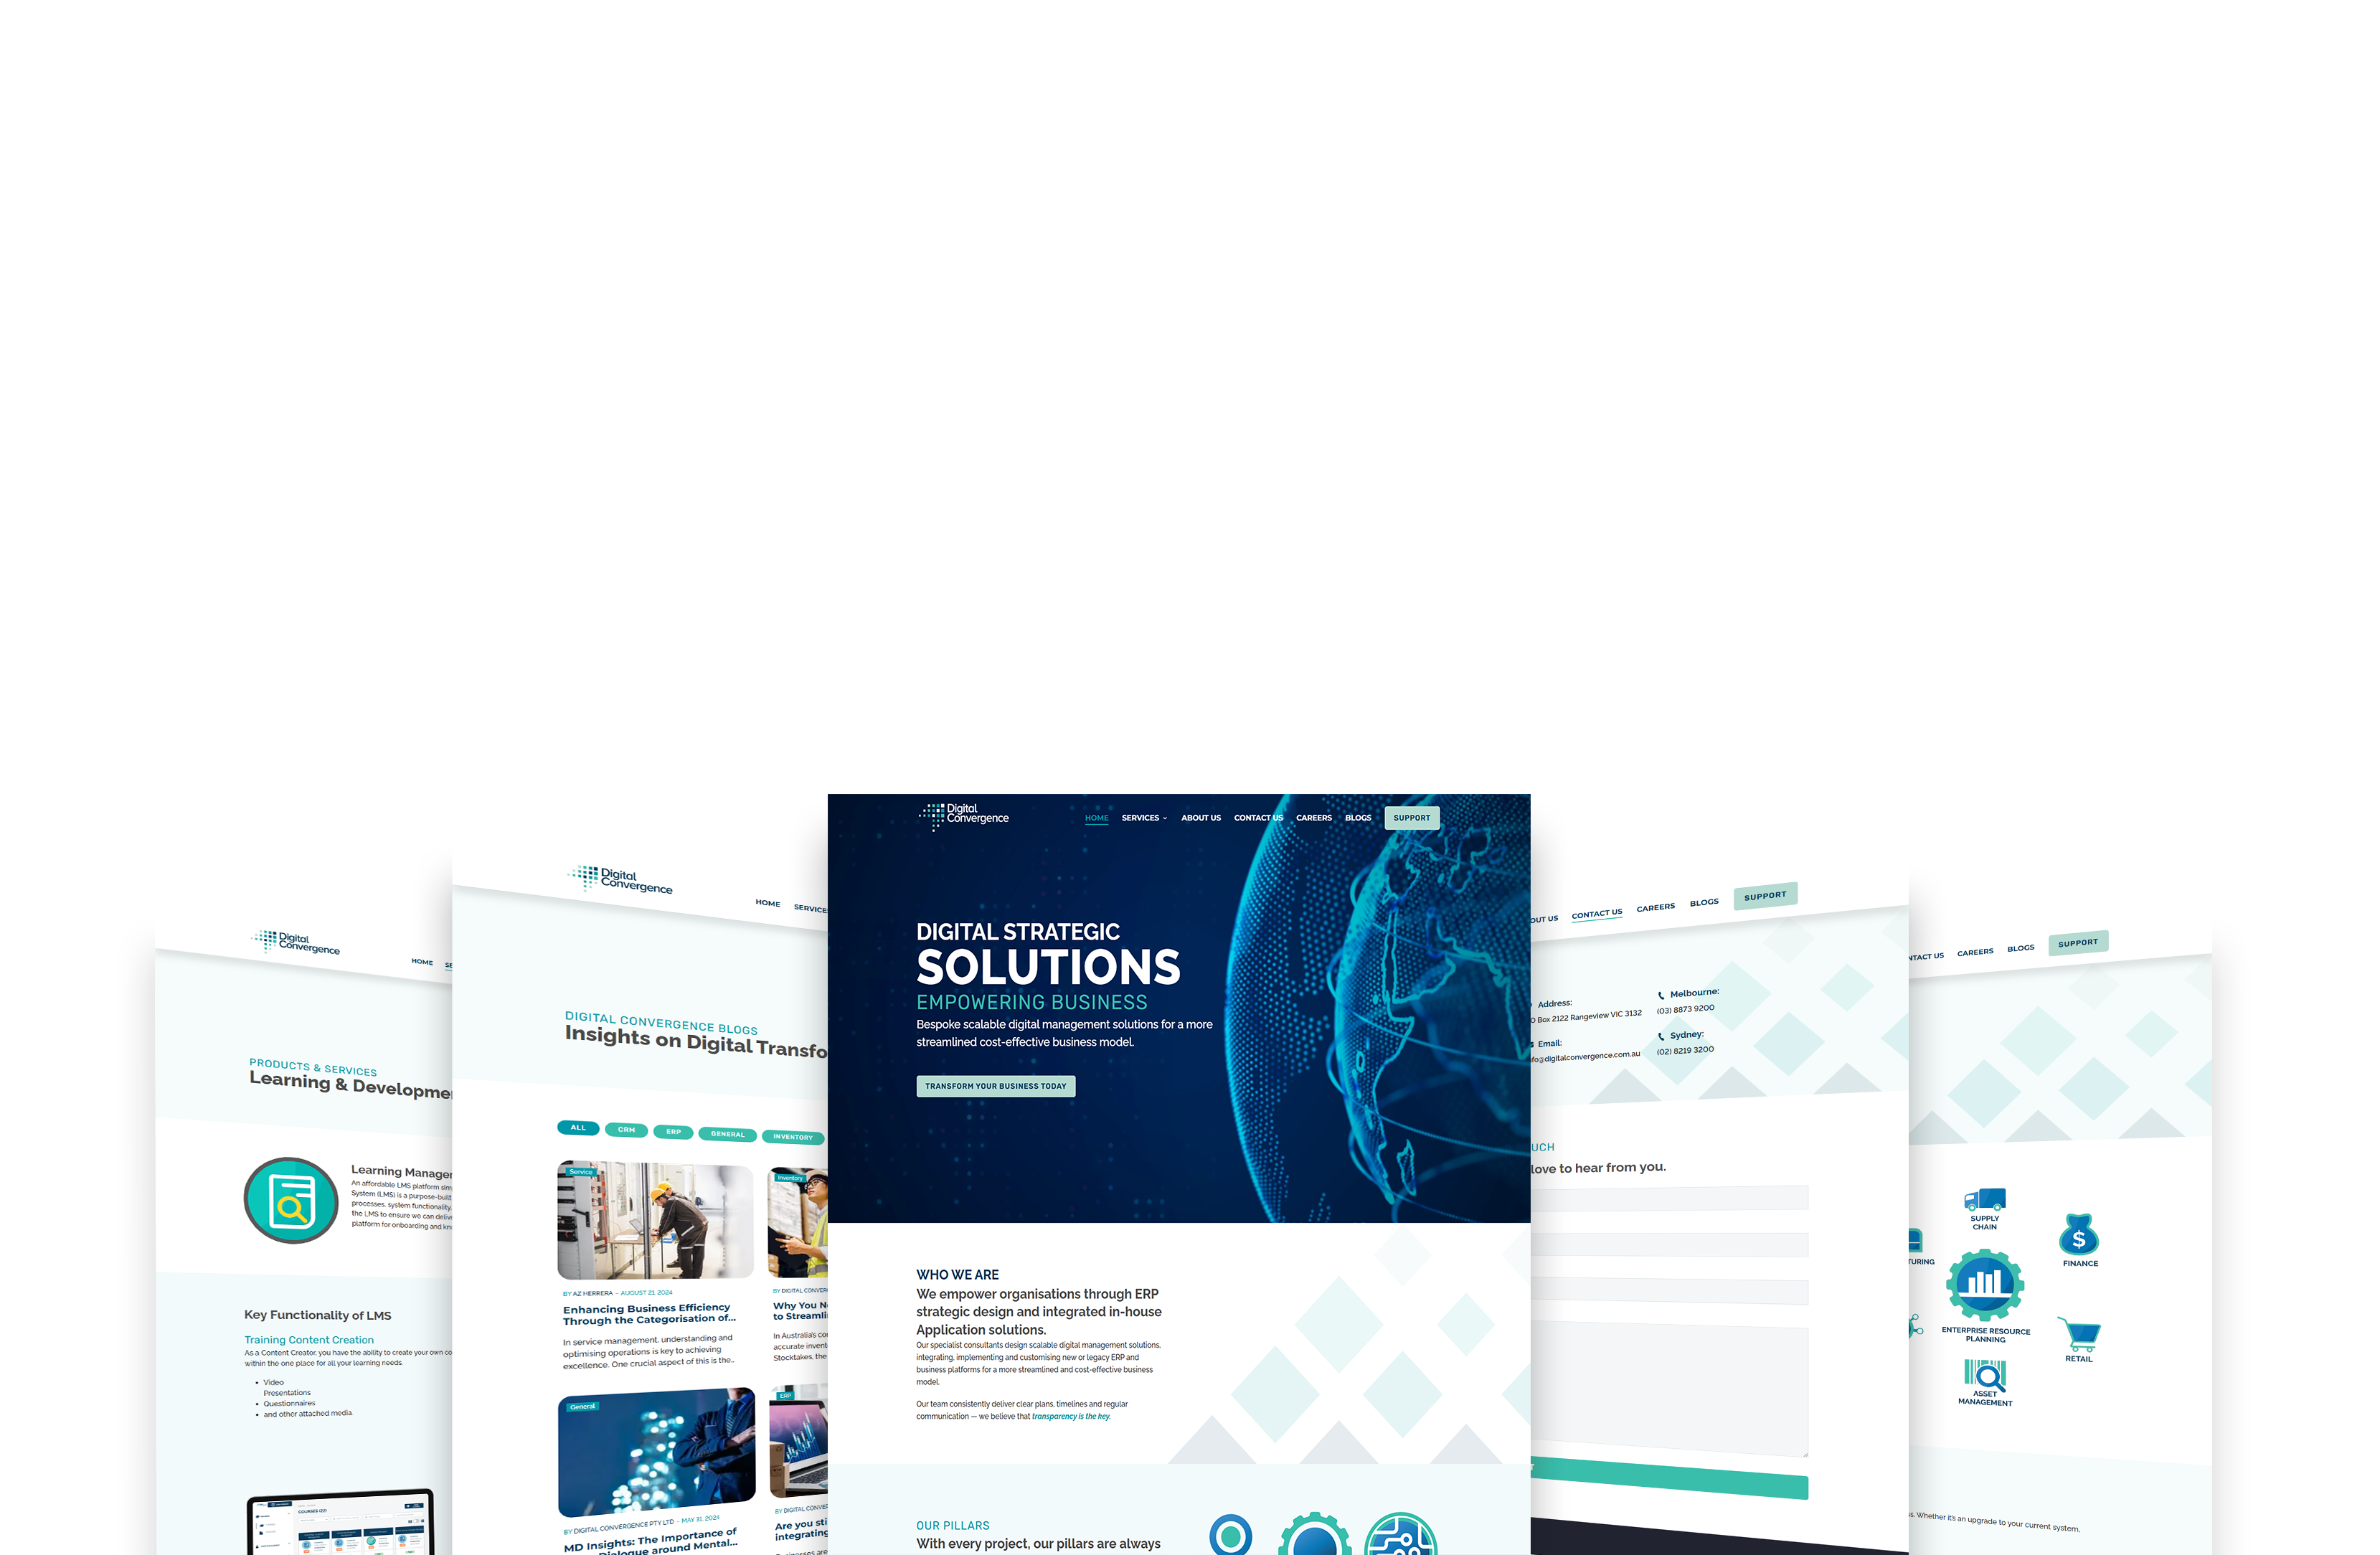 Digital
Convergence
HOME
PRODUCTS & SERVICES
Learning & Developme
Learning Manage
An affordable LMS platform
System (LMS) is a purpose-buil
processes, system functionality,
the LMS to ensure we can
platform for onboarding and
Key Functionality of LMS
Training Content Creation
As a Content Creator, you have the ability to create your own
within the one place for all your learning needs.
Video
Presentations
Questionnaires
and other attached media.
COURSES (22)
Digital
Convergence
HOME SERVICES
DIGITAL CONVERGENCE BLOGS
Insights on Digital Transfo
ALL CRM ERP GENERAL INVENTORY
Service
BY AZ HERRERA - AUGUST 21, 2024
Enhancing Business Efficiency
Through the Categorisation of...
In service management, understanding and
optimising operations is key to achieving
excellence. One crucial aspect of this is the..
Inventory
BY DIGITAL CONVER
Why You N
to Streamli
In Australia's co
accurate invent
Stocktakes, the
General
BY DIGITAL CONVERGENCE PTY LTD - MAY 31, 2024
MD Insights: The Importance of
Dialogue around Mental...
ERP
BY DIGITAL CONVER
Are you sti
integrating
Digital
Convergence
HOME SERVICES ABOUT US CONTACT US CAREERS BLOGS SUPPORT
DIGITAL STRATEGIC
SOLUTIONS
EMPOWERING BUSINESS
Bespoke scalable digital management solutions for a more
streamlined cost-effective business model.
TRANSFORM YOUR BUSINESS TODAY
WHO WE ARE
We empower organisations through ERP
strategic design and integrated in-house
Application solutions.
Our specialist consultants design scalable digital management solutions,
integrating, implementing and customising new or legacy ERP and
business platforms for a more streamlined and cost-effective business
model.
Our team consistently deliver clear plans, timelines and regular
communication — we believe that transparency is the key.
OUR PILLARS
With every project, our pillars are always
OUT US CONTACT US CAREERS BLOGS SUPPORT
Address:
O Box 2122 Rangeview VIC 3132
Email:
nfo@digitalconvergence.com.au
Melbourne:
(03) 8873 9200
Sydney:
(02) 8219 3200
UCH
love to hear from you.
NTACT US CAREERS BLOGS SUPPORT
SUPPLY
CHAIN
TURING
FINANCE
ENTERPRISE RESOURCE
PLANNING
RETAIL
ASSET
MANAGEMENT
s. Whether it's an upgrade to your current system,